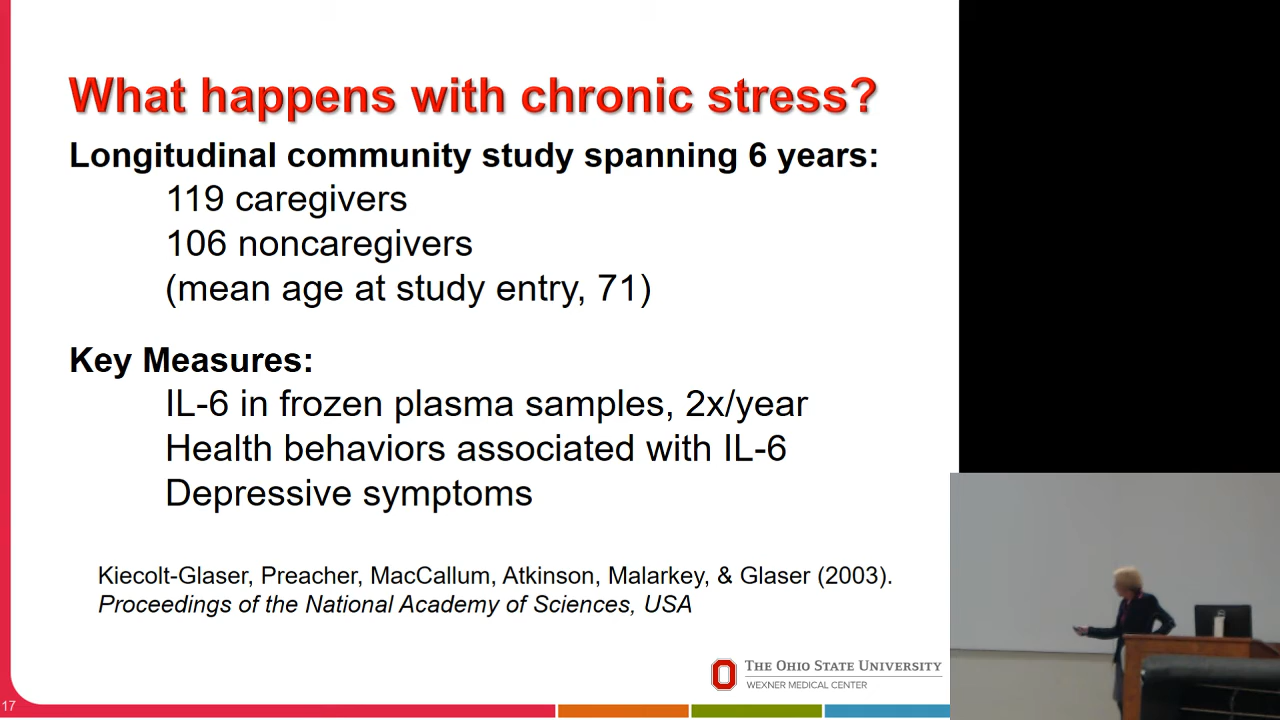 What happens with chronic stress?
Longitudinal community study spanning 6 years:
119 caregivers
106 noncaregivers
(mean age at study entry, 71)
Key Measures:
IL-6 in frozen plasma samples, 2x/year
Health behaviors associated with IL-6
Depressive symptoms
Kiecolt-Glaser, Preacher, MacCallum, Atkinson, Malarkey, & Glaser (2003).
Proceedings of the National Academy of Sciences, USA
THE OHIO STATE UNIVERSITY
WEXNER MEDICAL CENTER
17